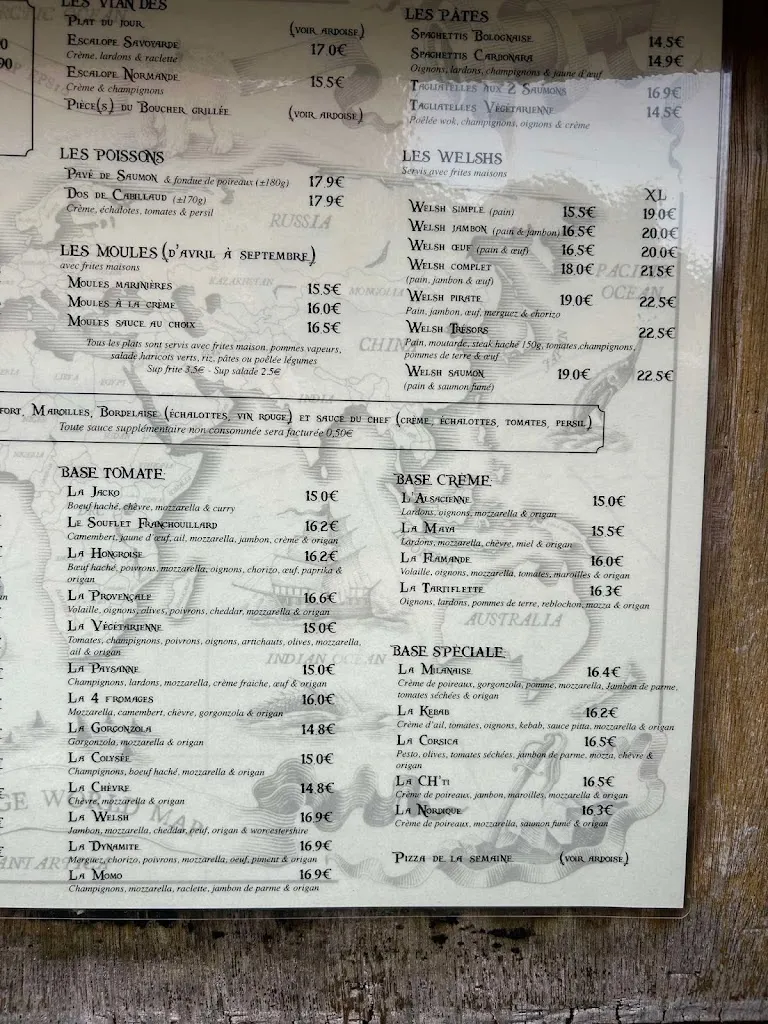 LES VIANDES
PLAT DU JOUR (VOIR ARDOISE)
ESCALOPE SAVOYARDE 17.0€
Crème, lardons & raclette
ESCALOPE NORMANDE 15.5€
Crème & champignons
PIÈCE(S) DU BOUCHER GRILLÉE (VOIR ARDOISE)
LES POISSONS
PAVÉ DE SAUMON & fondue de poireaux (±180g) 17.9€
DOS DE CABILLAUD (±170g) 17.9€
Crème, échalotes, tomates & persil
LES MOULES (D'AVRIL À SEPTEMBRE)
avec frites maisons
MOULES MARINIÈRES 15.5€
MOULES À LA CRÈME 16.0€
MOULES SAUCE AU CHOIX 16.5€
Tous les plats sont servis avec frites maison, pommes vapeurs,
salade haricots verts, riz, pâtes ou poêlée légumes
Sup frite 3.5€ - Sup salade 2.5€
LES PÂTES
SPAGHETTIS BOLOGNAISE 14.5€
SPAGHETTIS CARBONARA 14.9€
Oignons, lardons, champignons & jaune d'œuf
TAGLIATELLES AUX 2 SAUMONS 16.9€
TAGLIATELLES VÉGÉTARIENNE 14.5€
Poêlée wok, champignons, oignons & crème
LES WELSHS
Servis avec frites maisons
XL
WELSH SIMPLE (pain) 15.5€ 19.0€
WELSH JAMBON (pain & jambon) 16.5€ 20.0€
WELSH ŒUF (pain & œuf) 16.5€ 20.0€
WELSH COMPLET 18.0€ 21.5€
(pain, jambon & œuf)
WELSH PIRATE 19.0€ 22.5€
Pain, jambon, œuf, merguez & chorizo
WELSH TRÉSORS 22.5€
Pain, moutarde, steak haché 150g, tomates, champignons,
pommes de terre & œuf
WELSH SAUMON 19.0€ 22.5€
(pain & saumon fumé)
FORT, MAROILLES, BORDELAISE (ÉCHALOTTES, VIN ROUGE) ET SAUCE DU CHEF (CRÈME, ÉCHALOTTES, TOMATES, PERSIL)
Toute sauce supplémentaire non consommée sera facturée 0,50€
BASE TOMATE
LA JACKO 15.0€
Boeuf haché, chèvre, mozzarella & curry
LE SOUFLET FRANCHOUILLARD 16.2€
Camembert, jaune d'œuf, ail, mozzarella, jambon, crème & origan
LA HONGROISE 16.2€
Bœuf haché, poivrons, mozzarella, oignons, chorizo, œuf, paprika &
origan
LA PROVENÇALE 16.6€
Volaille, oignons, olives, poivrons, cheddar, mozzarella & origan
LA VÉGÉTARIENNE 15.0€
Tomates, champignons, poivrons, oignons, artichauts, olives, mozzarella,
ail & origan
LA PAYSANNE 15.0€
Champignons, lardons, mozzarella, crème fraiche, œuf & origan
LA 4 FROMAGES 16.0€
Mozzarella, camembert, chèvre, gorgonzola & origan
LA GORGONZOLA 14.8€
Gorgonzola, mozzarella & origan
LA COLYSÉE 15.0€
Champignons, boeuf haché, mozzarella & origan
LA CHÈVRE 14.8€
Chèvre, mozzarella & origan
LA WELSH 16.9€
Jambon, mozzarella, cheddar, oeuf, origan & worcestershire
LA DYNAMITE 16.9€
Merguez, chorizo, poivrons, mozzarella, oeuf, piment & origan
LA MOMO 16.9€
Champignons, mozzarella, raclette, jambon de parme & origan
BASE CRÈME
L'ALSACIENNE 15.0€
Lardons, oignons, mozzarella & origan
LA MAYA 15.5€
Lardons, mozzarella, chèvre, miel & origan
LA FLAMANDE 16.0€
Volaille, oignons, mozzarella, tomates, maroilles & origan
LA TARTIFLETTE 16.3€
Oignons, lardons, pommes de terre, reblochon, mozza & origan
BASE SPÉCIALE
LA MILANAISE 16.4€
Crème de poireaux, gorgonzola, pomme, mozzarella, Jambon de parme,
tomates séchées & origan
LA KEBAB 16.2€
Crème d'ail, tomates, oignons, kebab, sauce pitta, mozzarella & origan
LA CORSICA 16.5€
Pesto, olives, tomates séchées, jambon de parme, mozza, chèvre &
origan
LA CH'TI 16.5€
Crème de poireaux, jambon, maroilles, mozzarella & origan
LA NORDIQUE 16.3€
Crème de poireaux, mozzarella, saumon fumé & origan
PIZZA DE LA SEMAINE (VOIR ARDOISE)
RUSSIA
KAZAKHSTAN
MONGOLIA
CHINA
INDIA
PACIFIC
OCEAN
INDIAN OCEAN
AUSTRALIA